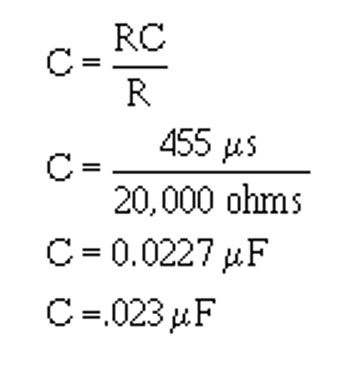 C = RC / R
C = 455 μs / 20,000 ohms
C = 0.0227 μF
C =.023 μF